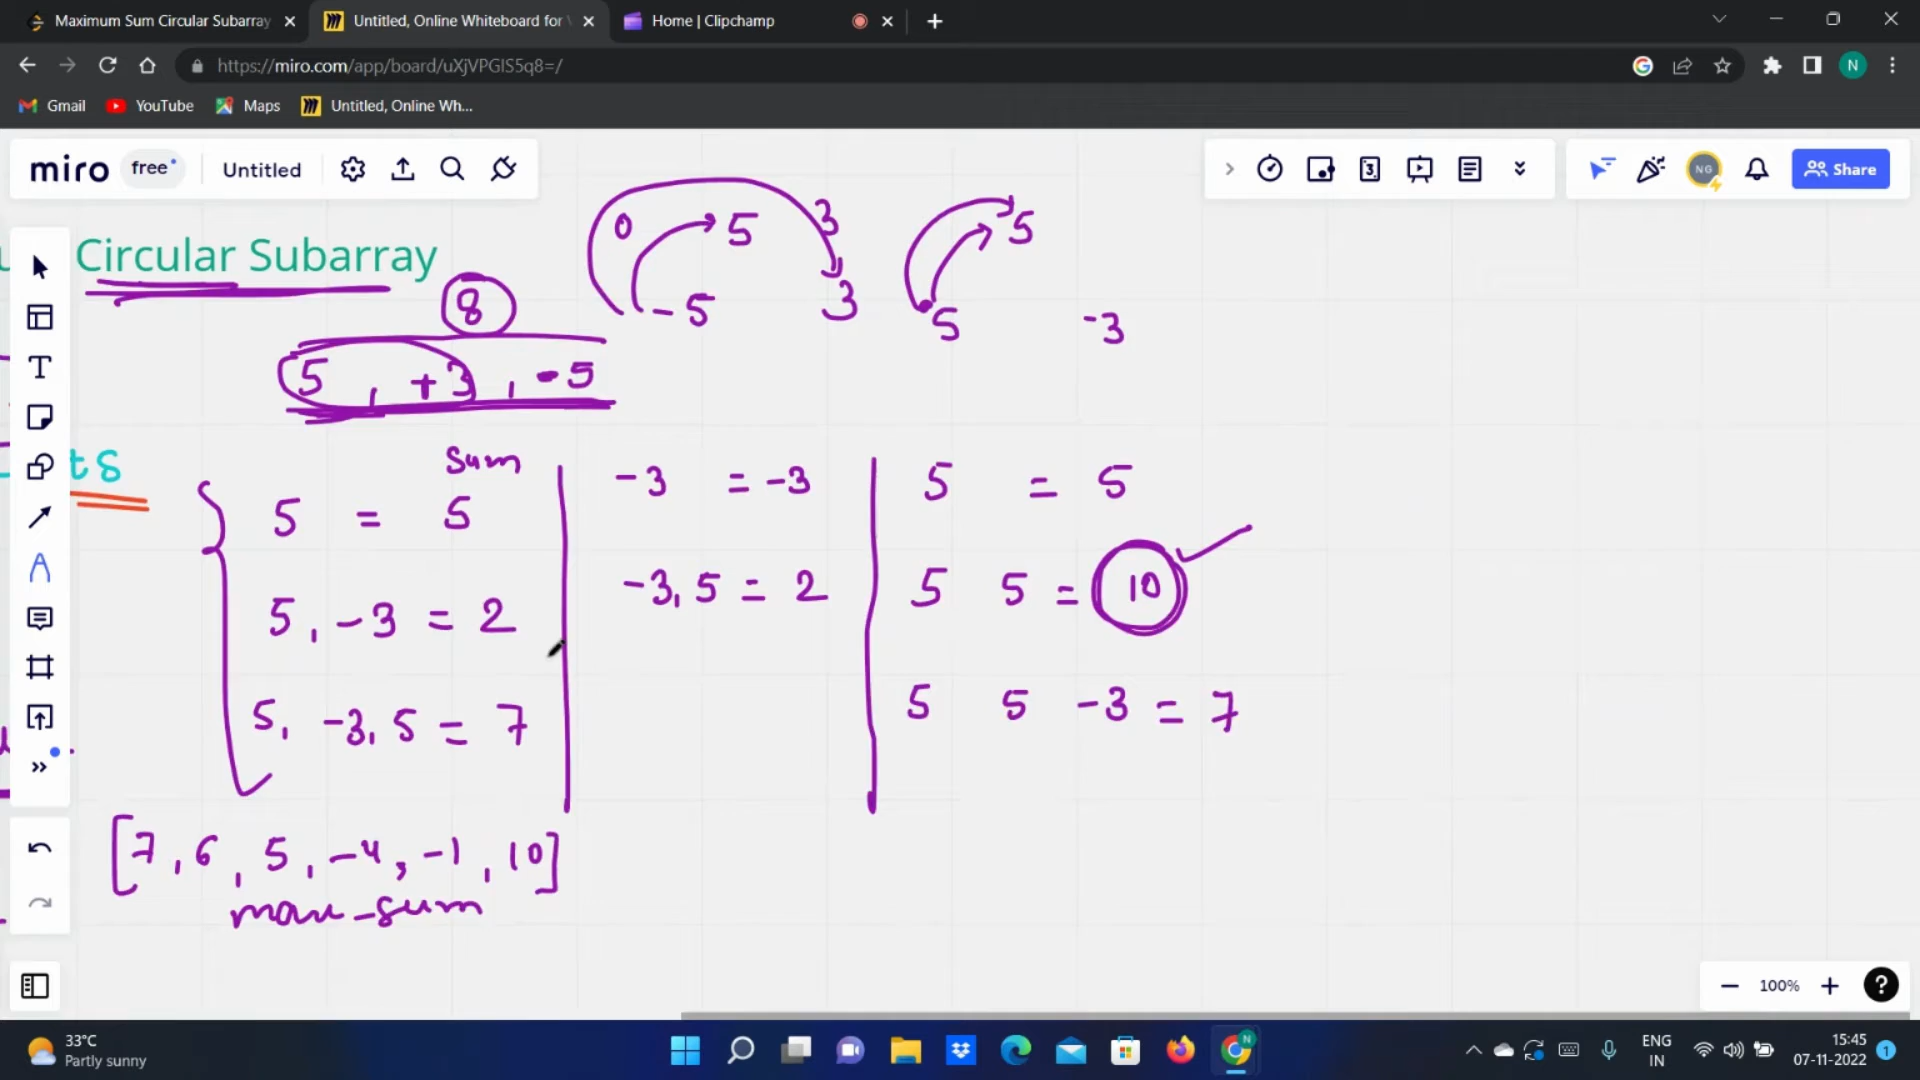 Maximum Sum Circular Subarray
Untitled, Online Whiteboard for
Home | Clipchamp
https://miro.com/app/board/uXjVPGIS5q8=/
N
Gmail
YouTube
Maps
Untitled, Online Wh...
miro
free
Untitled
3
NG
Share
Circular Subarray
0 5 3
-5 3
5
5 -3
8
5 , +3 , -5
ts
sum
5 = 5
5, -3 = 2
5, -3, 5 = 7
-3 = -3
-3, 5 = 2
5 = 5
5 5 = 10
5 5 -3 = 7
[7, 6, 5, -4, -1, 10]
max-sum
100%
?
33°C
Partly sunny
ENG
IN
15:45
07-11-2022
1